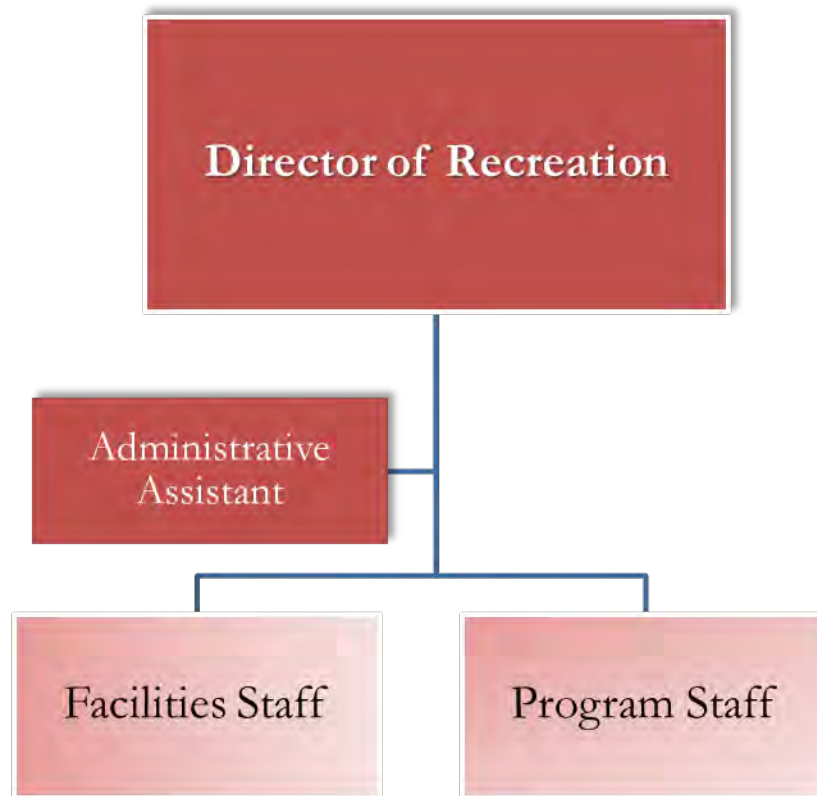 Director of Recreation
Administrative
Assistant
Facilities Staff
Program Staff